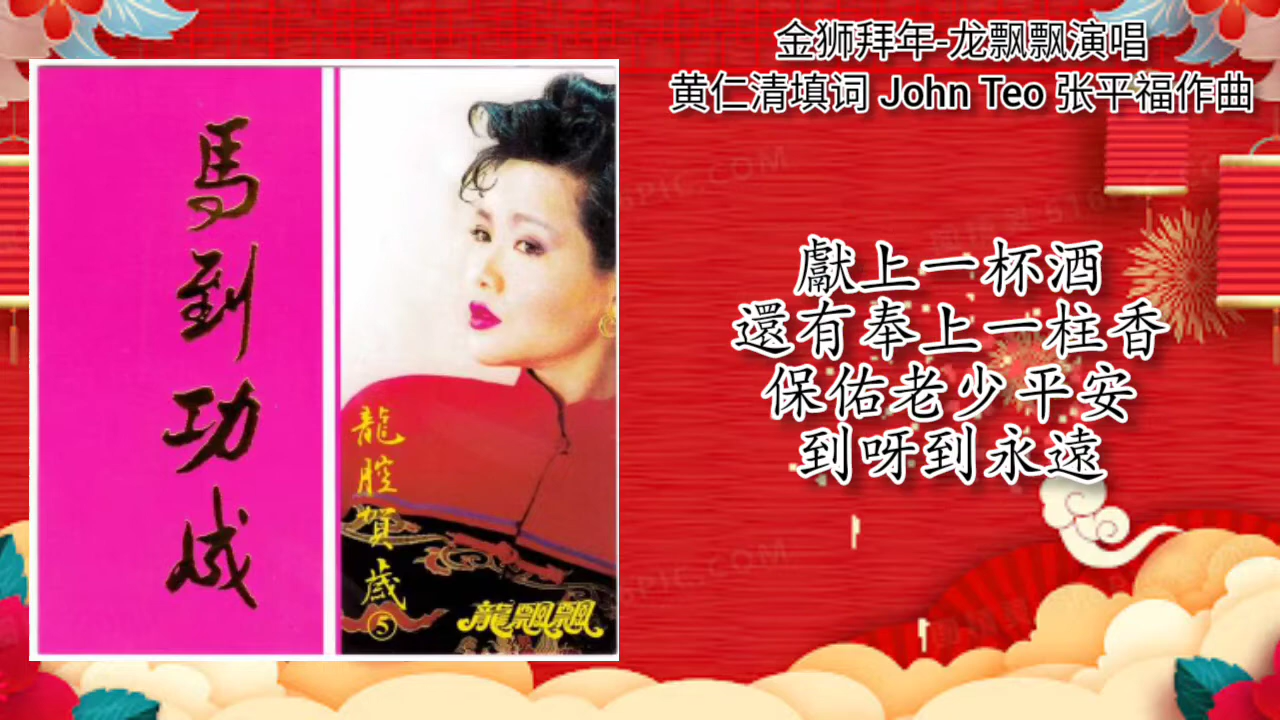 金狮拜年-龙飘飘演唱
黄仁清填词 John Teo 张平福作曲
馬到功成
龍腔賀歲
5
龍飄飄
獻上一杯酒
還有奉上一柱香
保佑老少平安
到呀到永遠